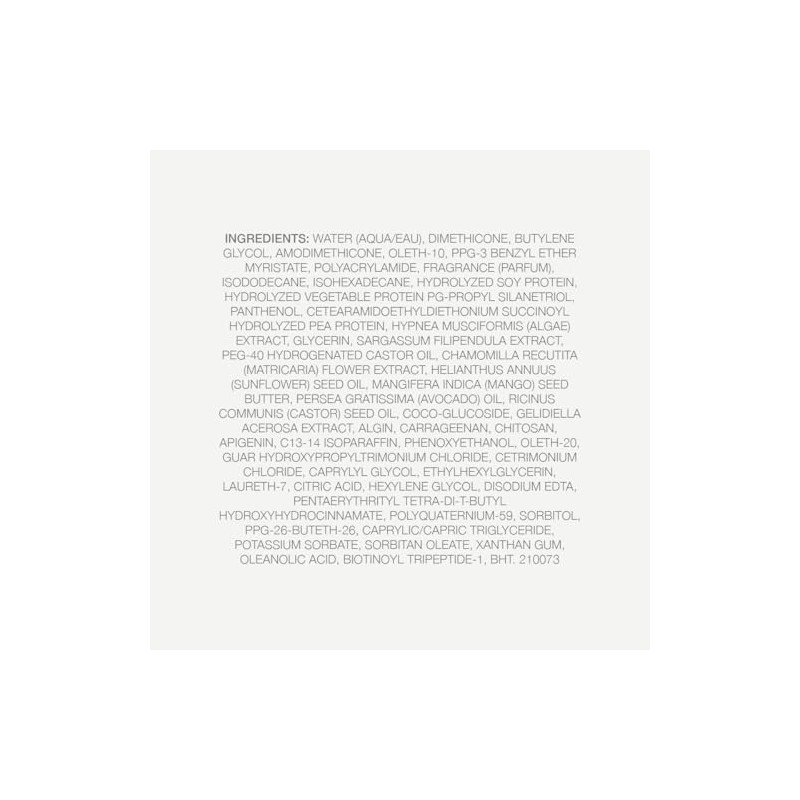 INGREDIENTS: WATER (AQUA/EAU), DIMETHICONE, BUTYLENE
GLYCOL, AMODIMETHICONE, OLETH-10, PPG-3 BENZYL ETHER
MYRISTATE, POLYACRYLAMIDE, FRAGRANCE (PARFUM),
ISODODECANE, ISOHEXADECANE, HYDROLYZED SOY PROTEIN,
HYDROLYZED VEGETABLE PROTEIN PG-PROPYL SILANETRIOL,
PANTHENOL, CETEARAMIDOETHYLDIETHONIUM SUCCINOYL
HYDROLYZED PEA PROTEIN, HYPNEA MUSCIFORMIS (ALGAE)
EXTRACT, GLYCERIN, SARGASSUM FILIPENDULA EXTRACT,
PEG-40 HYDROGENATED CASTOR OIL, CHAMOMILLA RECUTITA
(MATRICARIA) FLOWER EXTRACT, HELIANTHUS ANNUUS
(SUNFLOWER) SEED OIL, MANGIFERA INDICA (MANGO) SEED
BUTTER, PERSEA GRATISSIMA (AVOCADO) OIL, RICINUS
COMMUNIS (CASTOR) SEED OIL, COCO-GLUCOSIDE, GELIDIELLA
ACEROSA EXTRACT, ALGIN, CARRAGEENAN, CHITOSAN,
APIGENIN, C13-14 ISOPARAFFIN, PHENOXYETHANOL, OLETH-20,
GUAR HYDROXYPROPYLTRIMONIUM CHLORIDE, CETRIMONIUM
CHLORIDE, CAPRYLYL GLYCOL, ETHYLHEXYLGLYCERIN,
LAURETH-7, CITRIC ACID, HEXYLENE GLYCOL, DISODIUM EDTA,
PENTAERYTHRITYL TETRA-DI-T-BUTYL
HYDROXYHYDROCINNAMATE, POLYQUATERNIUM-59, SORBITOL,
PPG-26-BUTETH-26, CAPRYLIC/CAPRIC TRIGLYCERIDE,
POTASSIUM SORBATE, SORBITAN OLEATE, XANTHAN GUM,
OLEANOLIC ACID, BIOTINOYL TRIPEPTIDE-1, BHT. 210073